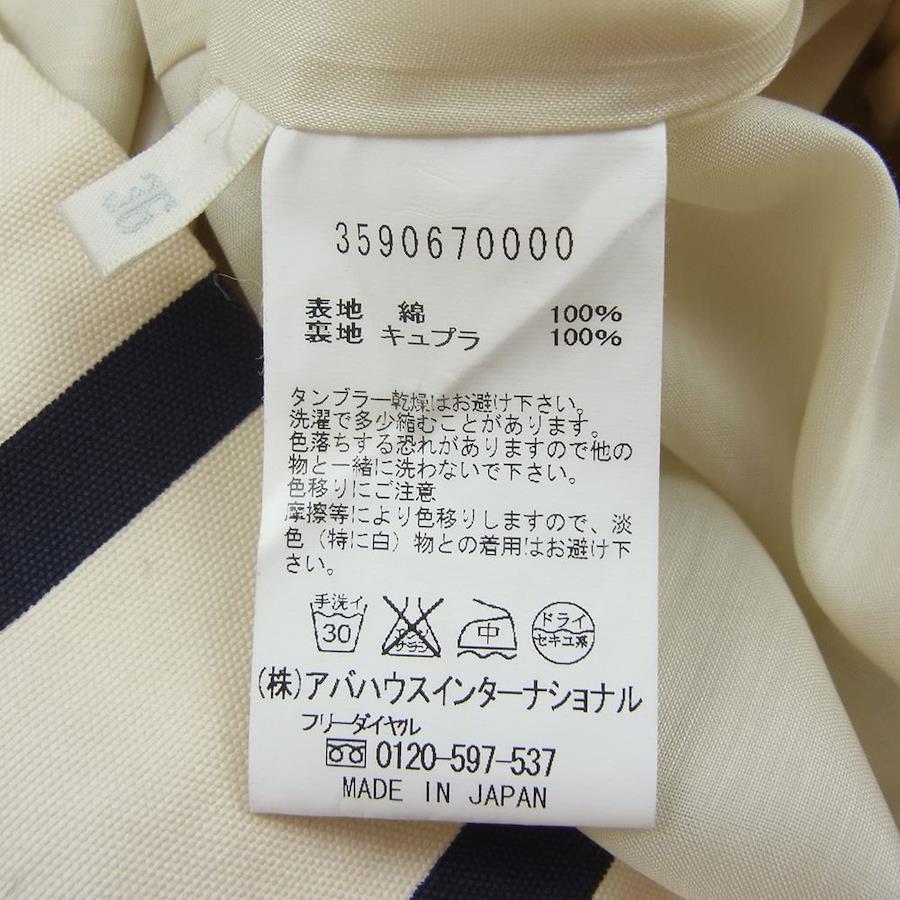 36
3590670000
表地 綿 100%
裏地 キュプラ 100%
タンブラー乾燥はお避け下さい。
洗濯で多少縮むことがあります。
色落ちする恐れがありますので他の
物と一緒に洗わないで下さい。
色移りにご注意
摩擦等により色移りしますので、淡
色（特に白）物との着用はお避け下
さい。
手洗イ 30
エンソ サラシ
中
ドライ セキユ系
(株)アバハウスインターナショナル
フリーダイヤル
0120-597-537
MADE IN JAPAN